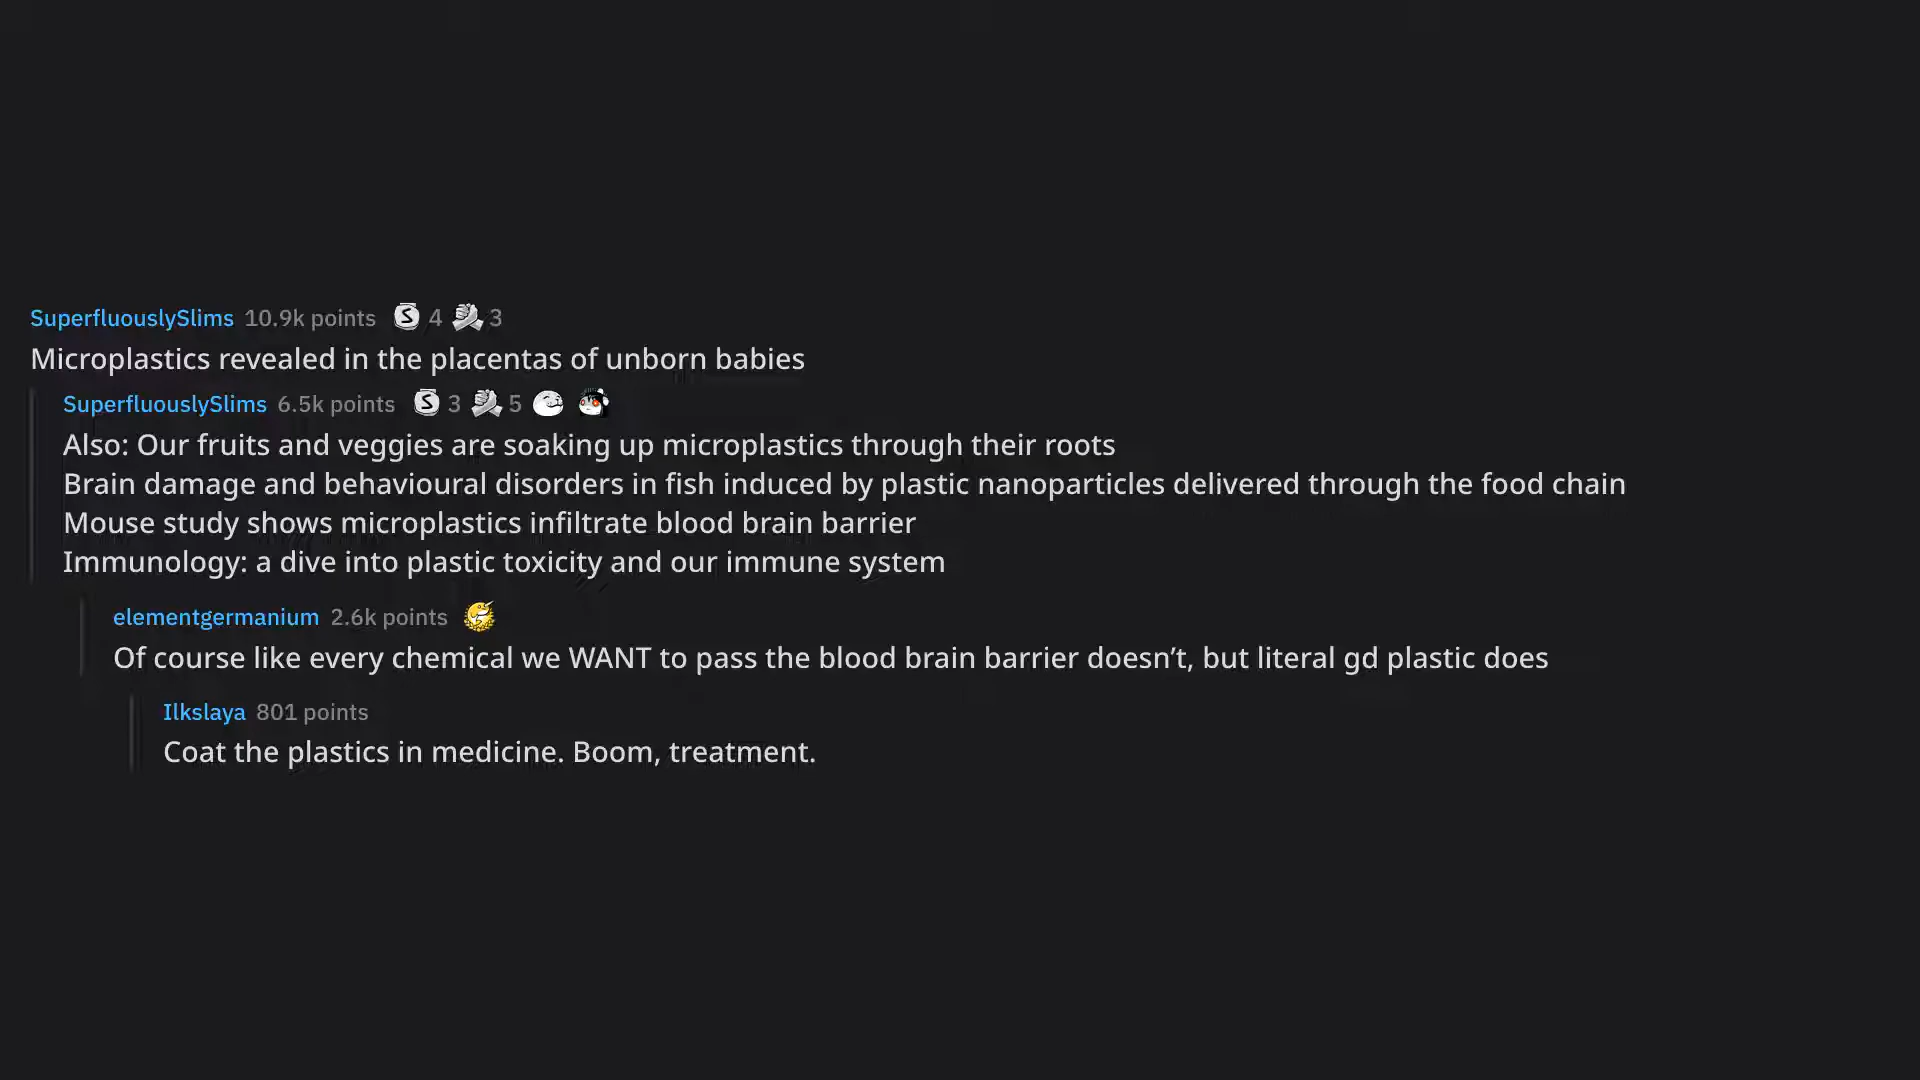 SuperfluouslySlims 10.9k points S 4 3
Microplastics revealed in the placentas of unborn babies
SuperfluouslySlims 6.5k points S 3 5
Also: Our fruits and veggies are soaking up microplastics through their roots
Brain damage and behavioural disorders in fish induced by plastic nanoparticles delivered through the food chain
Mouse study shows microplastics infiltrate blood brain barrier
Immunology: a dive into plastic toxicity and our immune system
elementgermanium 2.6k points
Of course like every chemical we WANT to pass the blood brain barrier doesn’t, but literal gd plastic does
Ilkslaya 801 points
Coat the plastics in medicine. Boom, treatment.